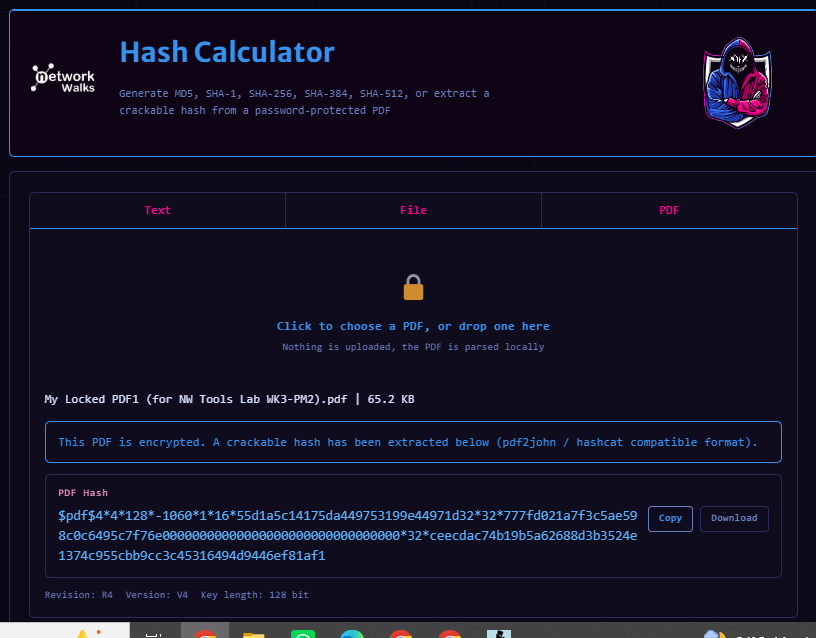 Hash Calculator
network
Walks
Generate MD5, SHA-1, SHA-256, SHA-384, SHA-512, or extract a
crackable hash from a password-protected PDF
Text File PDF
Click to choose a PDF, or drop one here
Nothing is uploaded, the PDF is parsed locally
My Locked PDF1 (for NW Tools Lab WK3-PM2).pdf | 65.2 KB
This PDF is encrypted. A crackable hash has been extracted below (pdf2john / hashcat compatible format).
PDF Hash
$pdf$4*4*128*-1060*1*16*55d1a5c14175da449753199e44971d32*32*777fd021a7f3c5ae59
8c0c6495c7f76e00000000000000000000000000000000*32*ceecdac74b19b5a62688d3b3524e
1374c955cbb9cc3c45316494d9446ef81af1
Copy Download
Revision: R4 Version: V4 Key length: 128 bit